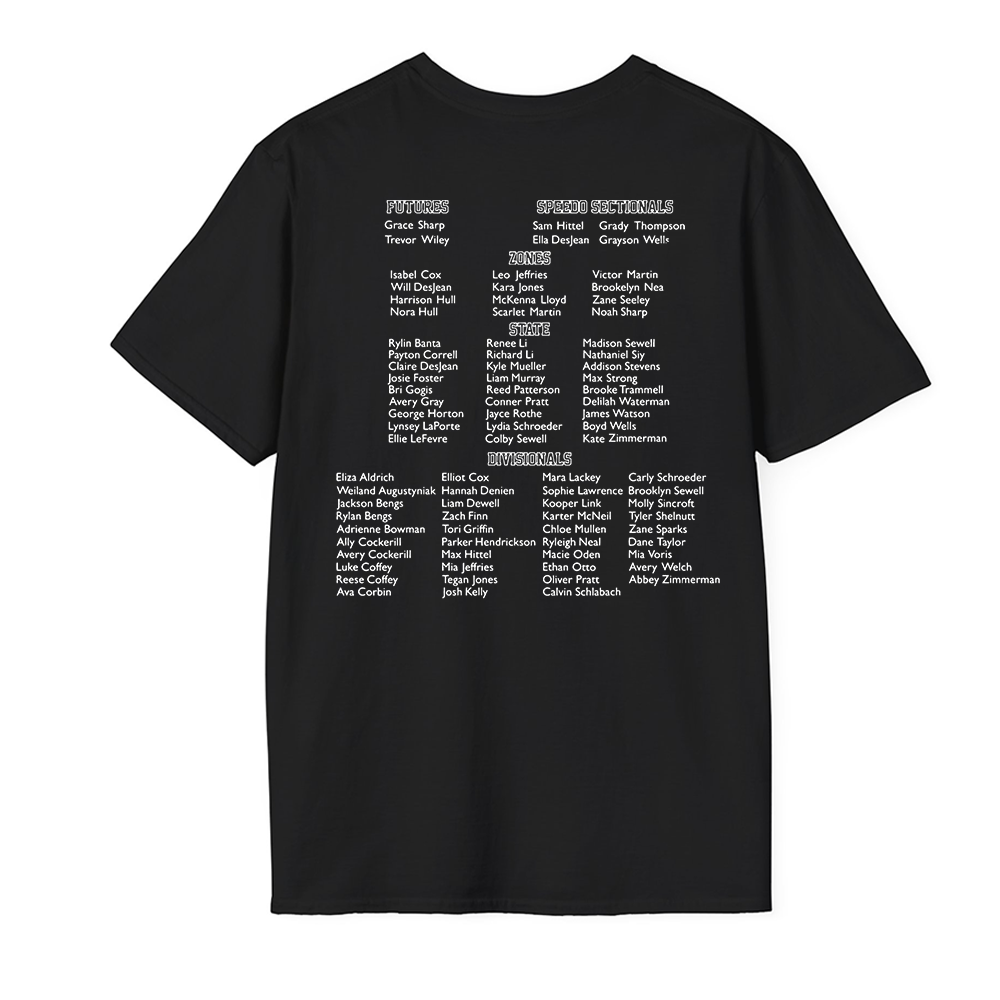 FUTURES SPEEDO SECTIONALS
Grace Sharp Sam Hittel Grady Thompson
Trevor Wiley Ella DesJean Grayson Wells
ZONES
Isabel Cox Leo Jeffries Victor Martin
Will DesJean Kara Jones Brookelyn Nea
Harrison Hull McKenna Lloyd Zane Seeley
Nora Hull Scarlet Martin Noah Sharp
STATE
Rylin Banta Renee Li Madison Sewell
Payton Correll Richard Li Nathaniel Siy
Claire DesJean Kyle Mueller Addison Stevens
Josie Foster Liam Murray Max Strong
Bri Gogis Reed Patterson Brooke Trammell
Avery Gray Conner Pratt Delilah Waterman
George Horton Jayce Rothe James Watson
Lynsey LaPorte Lydia Schroeder Boyd Wells
Ellie LeFevre Colby Sewell Kate Zimmerman
DIVISIONALS
Eliza Aldrich Elliot Cox Mara Lackey Carly Schroeder
Weiland Augustyniak Hannah Denien Sophie Lawrence Brooklyn Sewell
Jackson Bengs Liam Dewell Kooper Link Molly Sincroft
Rylan Bengs Zach Finn Karter McNeil Tyler Shelnutt
Adrienne Bowman Tori Griffin Chloe Mullen Zane Sparks
Ally Cockerill Parker Hendrickson Ryleigh Neal Dane Taylor
Avery Cockerill Max Hittel Macie Oden Mia Voris
Luke Coffey Mia Jeffries Ethan Otto Avery Welch
Reese Coffey Tegan Jones Oliver Pratt Abbey Zimmerman
Ava Corbin Josh Kelly Calvin Schlabach